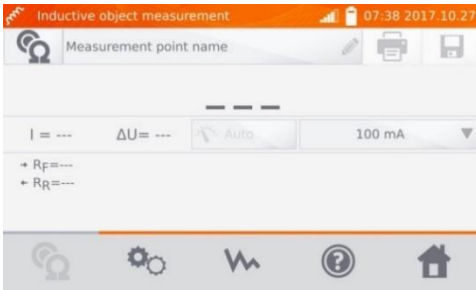 Inductive object measurement 07:38 2017.10.27
Measurement point name
---
I = --- ΔU= --- Auto 100 mA
→ RF=---
← RR=---